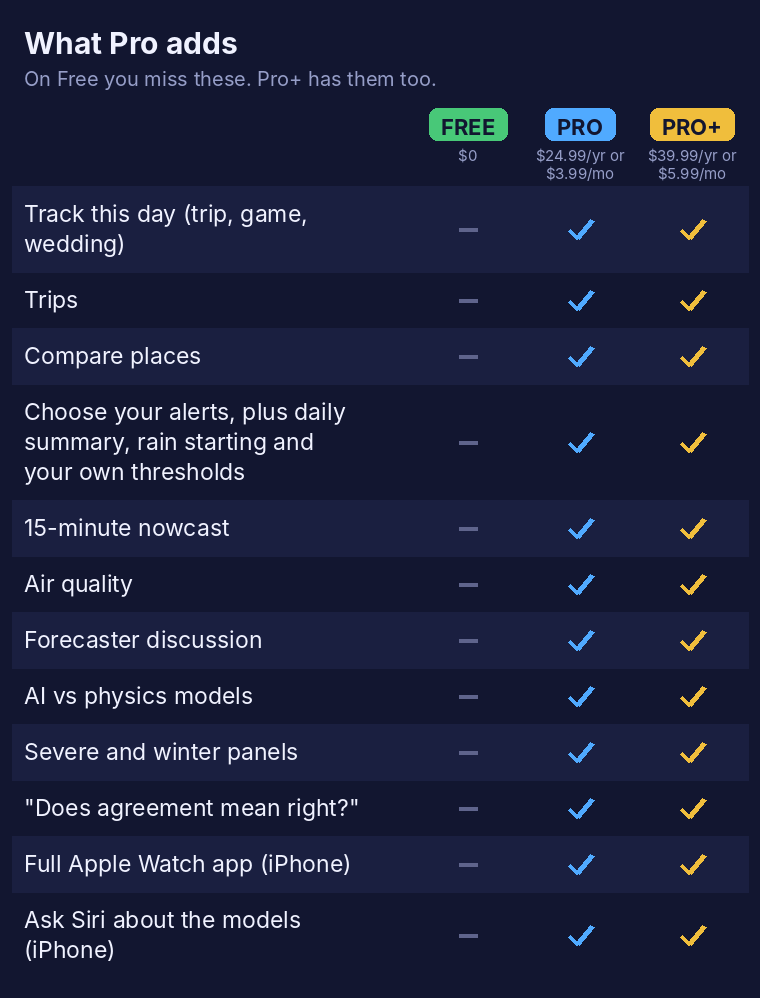 What Pro adds
On Free you miss these. Pro+ has them too.
FREE PRO PRO+
$0 $24.99/yr or $39.99/yr or
$3.99/mo $5.99/mo
Track this day (trip, game,
wedding)
Trips
Compare places
Choose your alerts, plus daily
summary, rain starting and
your own thresholds
15-minute nowcast
Air quality
Forecaster discussion
AI vs physics models
Severe and winter panels
"Does agreement mean right?"
Full Apple Watch app (iPhone)
Ask Siri about the models
(iPhone)